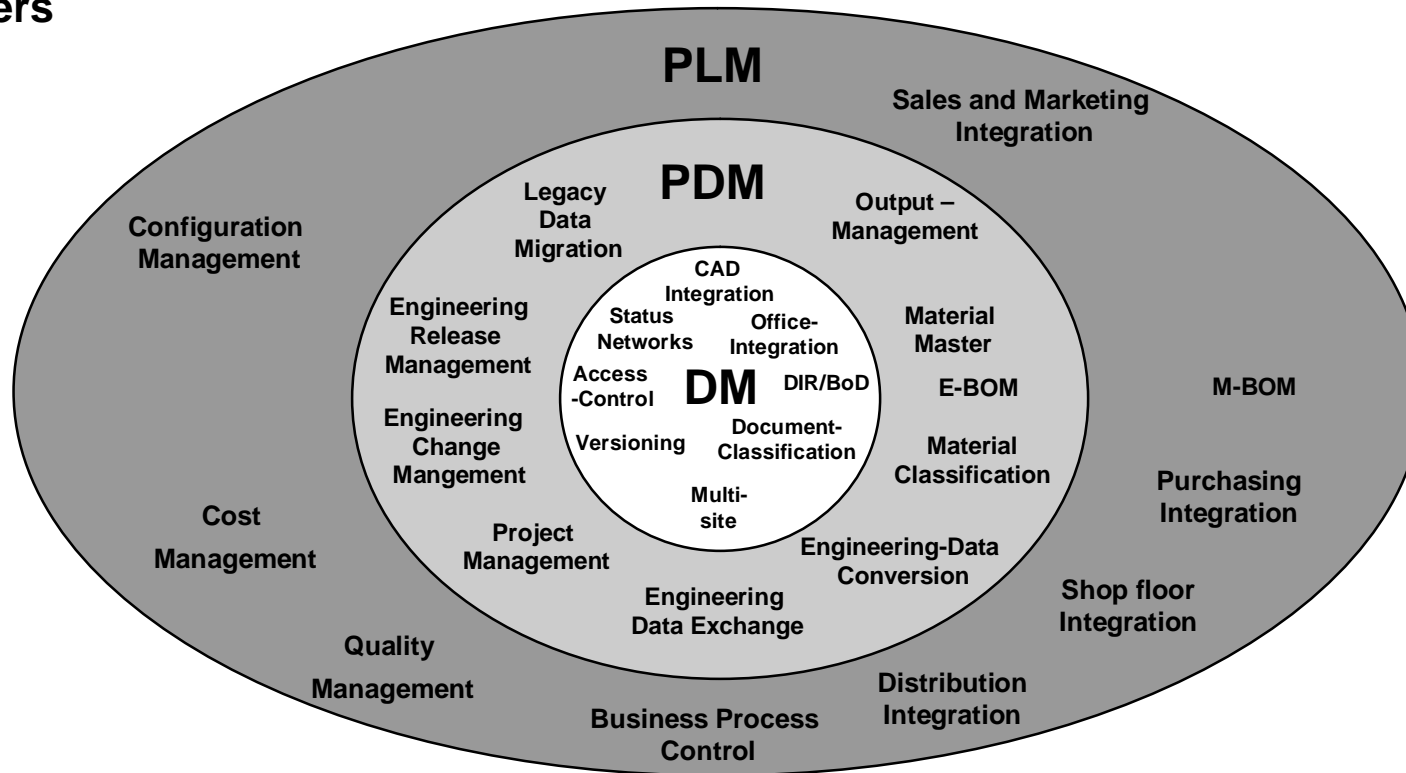 ers
PLM
Sales and Marketing
Integration
Configuration
Management
M-BOM
Purchasing
Integration
Cost
Management
Shop floor
Integration
Quality
Management
Distribution
Integration
Business Process
Control
PDM
Legacy
Data
Migration
Output –
Management
Engineering
Release
Management
Material
Master
E-BOM
Engineering
Change
Mangement
Material
Classification
Project
Management
Engineering-Data
Conversion
Engineering
Data Exchange
CAD
Integration
Status
Networks
Office-
Integration
Access
-Control
DM
DIR/BoD
Versioning
Document-
Classification
Multi-
site